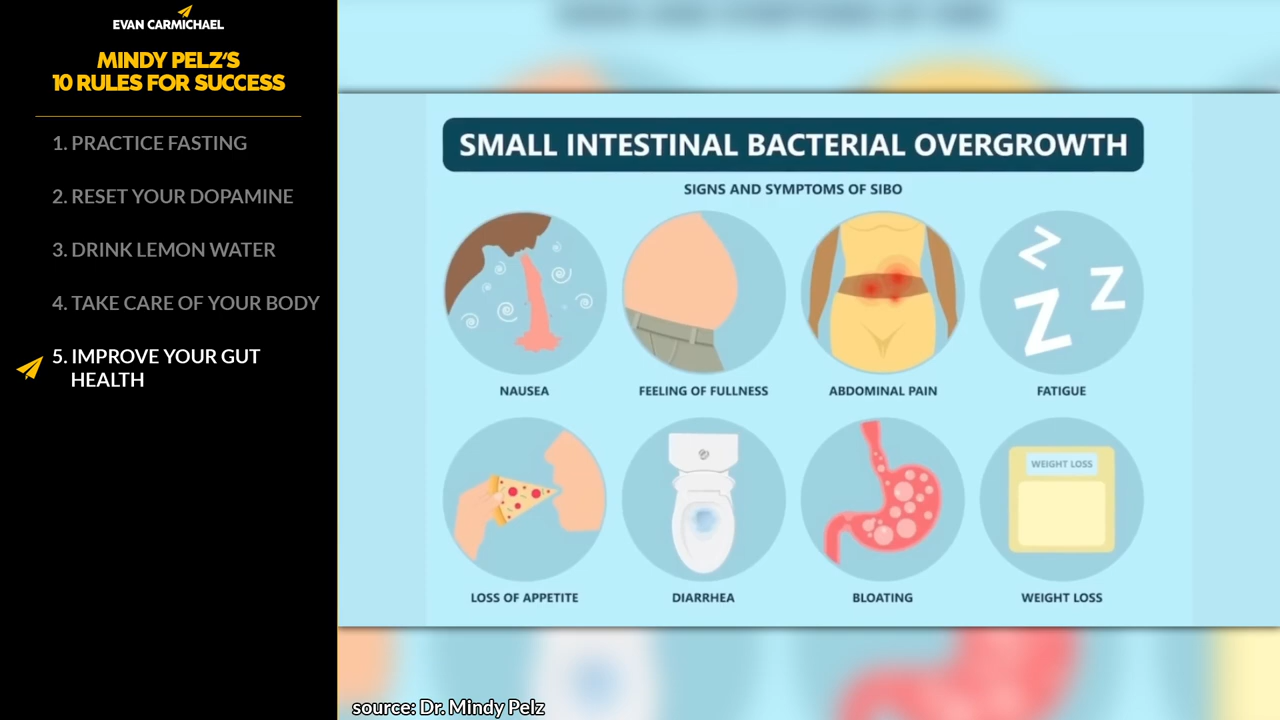 EVAN CARMICHAEL
MINDY PELZ'S
10 RULES FOR SUCCESS
1. PRACTICE FASTING
2. RESET YOUR DOPAMINE
3. DRINK LEMON WATER
4. TAKE CARE OF YOUR BODY
5. IMPROVE YOUR GUT
HEALTH
SMALL INTESTINAL BACTERIAL OVERGROWTH
SIGNS AND SYMPTOMS OF SIBO
Z
Z
Z
NAUSEA
FEELING OF FULLNESS
ABDOMINAL PAIN
FATIGUE
WEIGHT LOSS
LOSS OF APPETITE
DIARRHEA
BLOATING
WEIGHT LOSS
source: Dr. Mindy Pelz